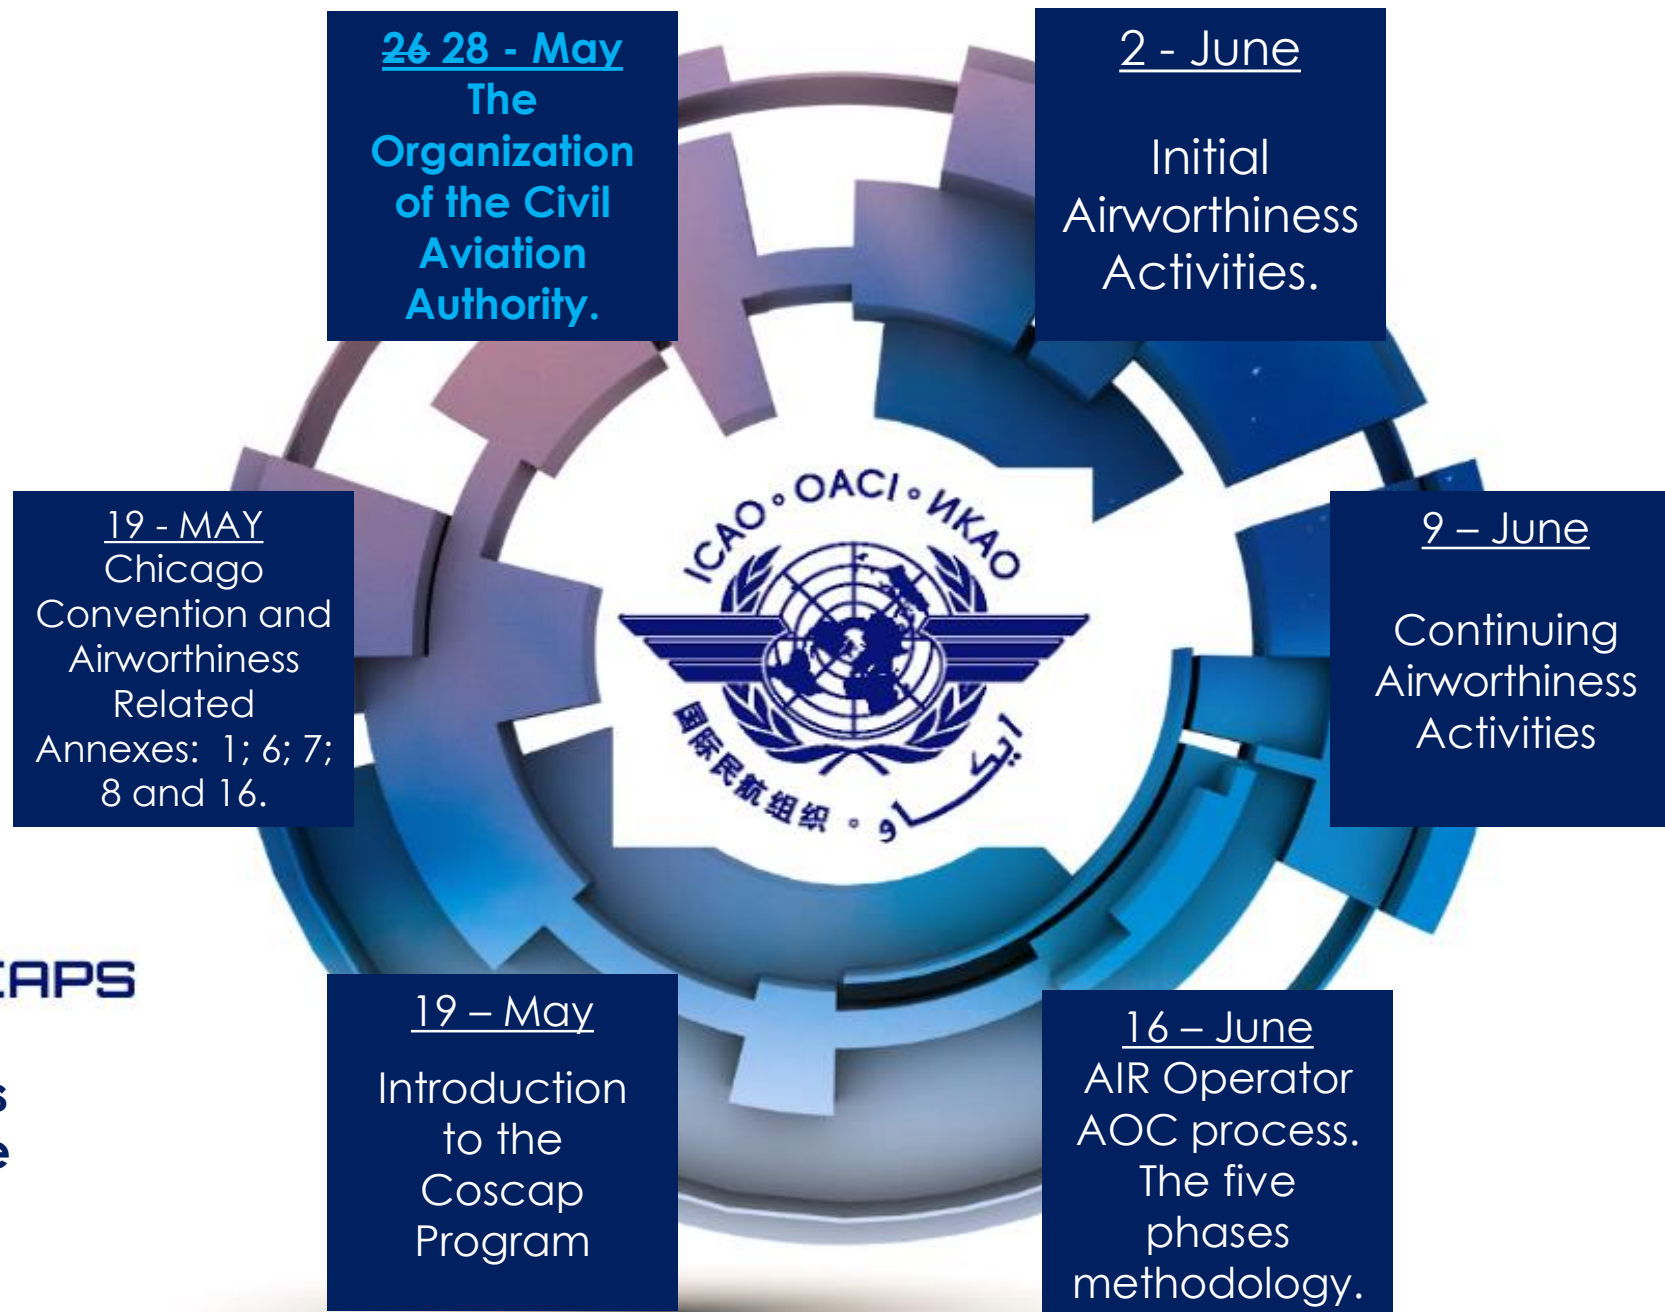 26 28 - May
The
Organization
of the Civil
Aviation
Authority.
2 - June
Initial
Airworthiness
Activities.
19 - MAY
Chicago
Convention and
Airworthiness
Related
Annexes: 1; 6; 7;
8 and 16.
ICAO ° OACI ° ИКАО
国际民航组织 ° ايكاو
9 – June
Continuing
Airworthiness
Activities
19 – May
Introduction
to the
Coscap
Program
16 – June
AIR Operator
AOC process.
The five
phases
methodology.